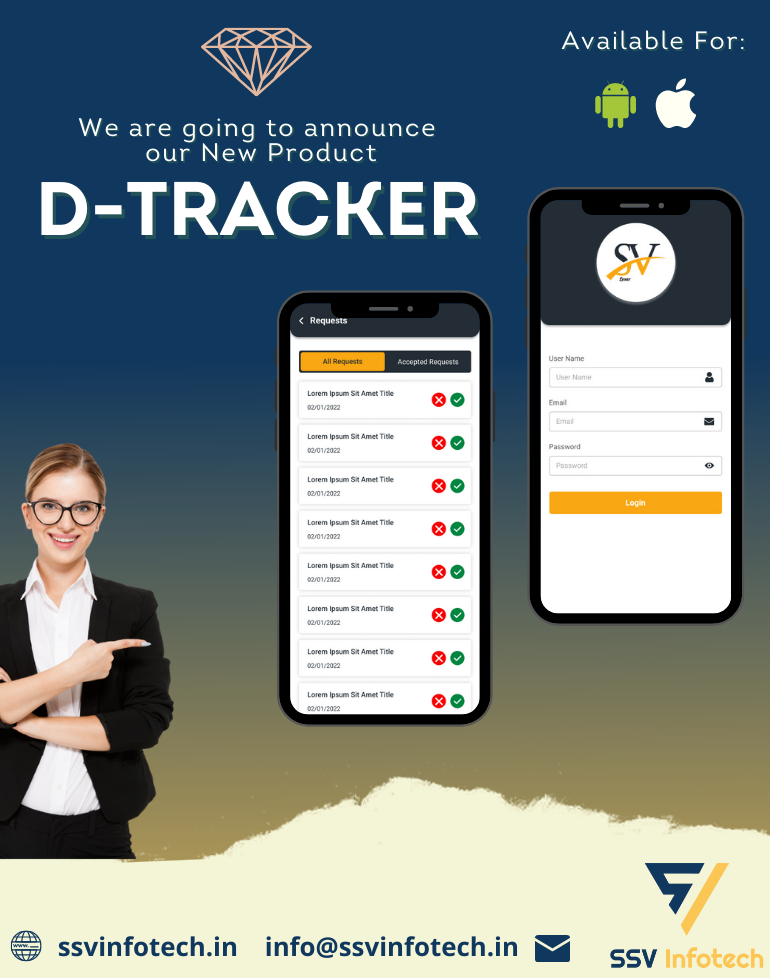 Available For:
We are going to announce
our New Product
D-TRACKER
Requests
All Requests
Accepted Requests
Lorem Ipsum Sit Amet Title
02/01/2022
Lorem Ipsum Sit Amet Title
02/01/2022
Lorem Ipsum Sit Amet Title
02/01/2022
Lorem Ipsum Sit Amet Title
02/01/2022
Lorem Ipsum Sit Amet Title
02/01/2022
Lorem Ipsum Sit Amet Title
02/01/2022
Lorem Ipsum Sit Amet Title
02/01/2022
Lorem Ipsum Sit Amet Title
02/01/2022
SV
User Name
User Name
Email
Email
Password
Password
Login
www.
ssvinfotech.in
info@ssvinfotech.in
SSV Infotech